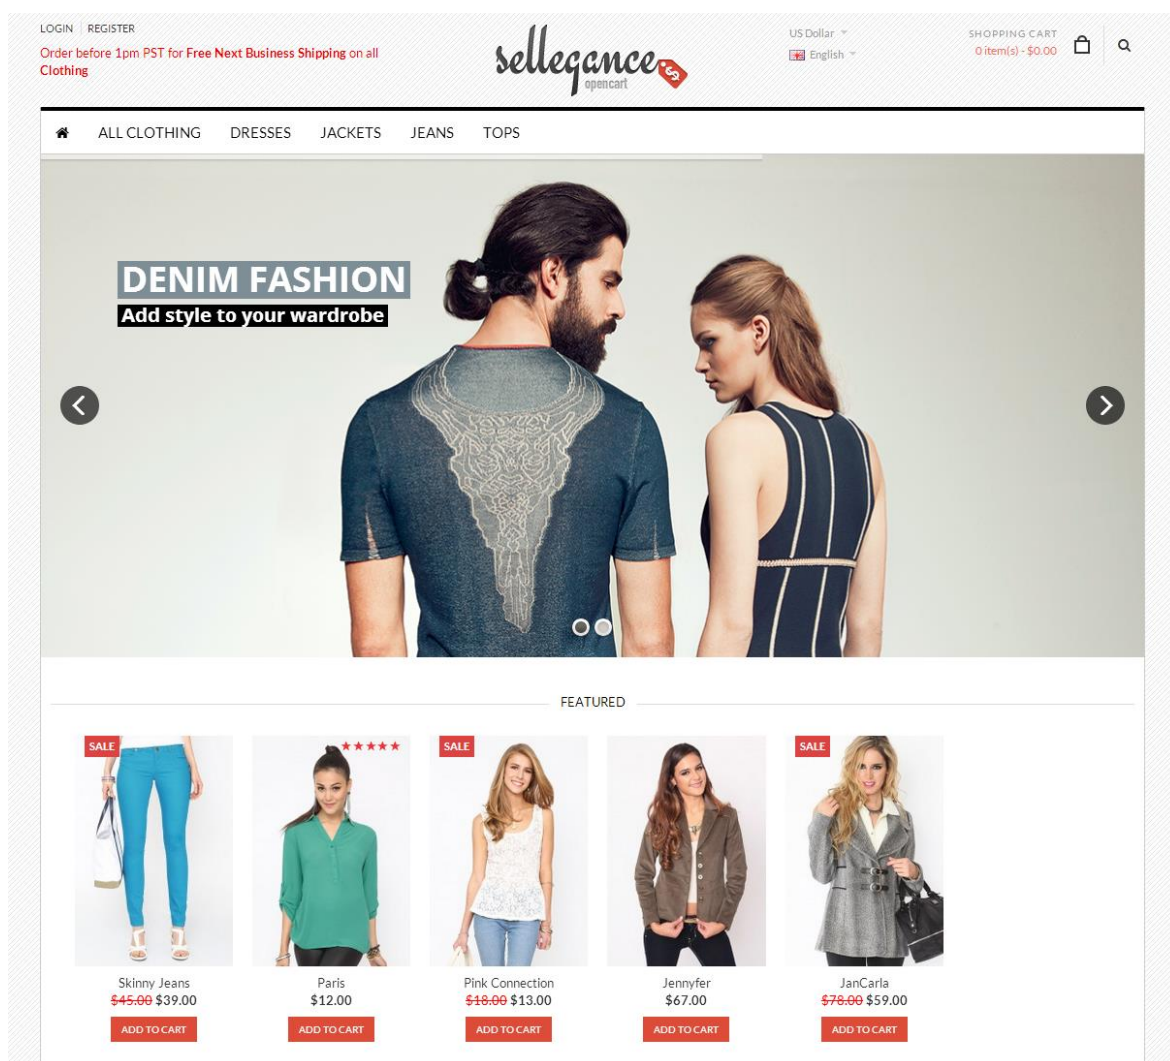 LOGIN REGISTER
Order before 1pm PST for Free Next Business Shipping on all
Clothing
sellegance
opencart
$
US Dollar
English
SHOPPING CART
0 item(s) - $0.00
ALL CLOTHING DRESSES JACKETS JEANS TOPS
DENIM FASHION
Add style to your wardrobe
FEATURED
SALE
SALE
SALE
Skinny Jeans
$45.00 $39.00
ADD TO CART
Paris
$12.00
ADD TO CART
Pink Connection
$18.00 $13.00
ADD TO CART
Jennyfer
$67.00
ADD TO CART
JanCarla
$78.00 $59.00
ADD TO CART